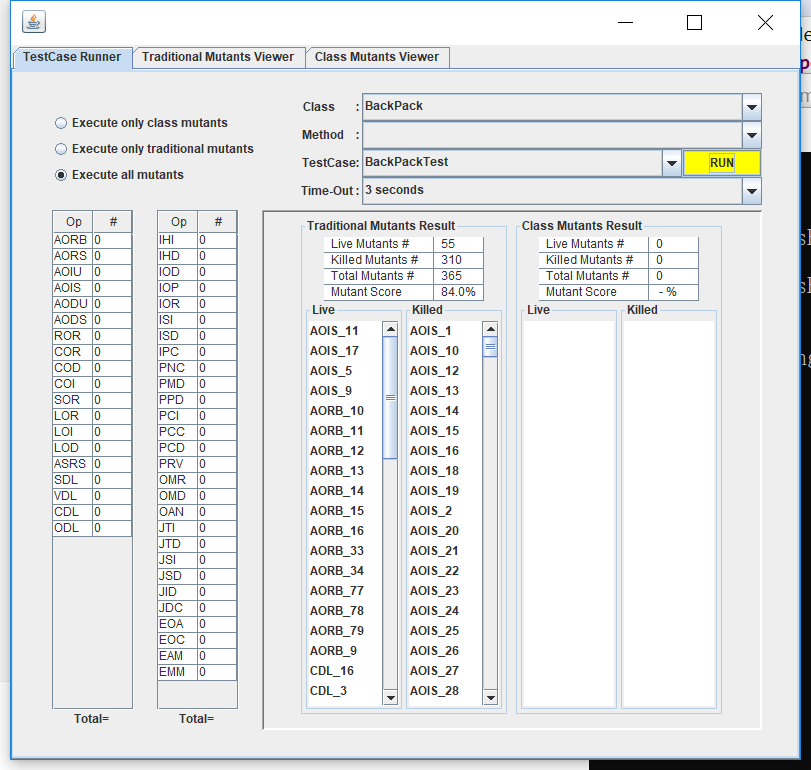 TestCase Runner Traditional Mutants Viewer Class Mutants Viewer
Execute only class mutants
Execute only traditional mutants
Execute all mutants
Class : BackPack
Method :
TestCase: BackPackTest RUN
Time-Out : 3 seconds
Op #
AORB 0
AORS 0
AOIU 0
AOIS 0
AODU 0
AODS 0
ROR 0
COR 0
COD 0
COI 0
SOR 0
LOR 0
LOI 0
LOD 0
ASRS 0
SDL 0
VDL 0
CDL 0
ODL 0
Total=
Op #
IHI 0
IHD 0
IOD 0
IOP 0
IOR 0
ISI 0
ISD 0
IPC 0
PNC 0
PMD 0
PPD 0
PCI 0
PCC 0
PCD 0
PRV 0
OMR 0
OMD 0
OAN 0
JTI 0
JTD 0
JSI 0
JSD 0
JID 0
JDC 0
EOA 0
EOC 0
EAM 0
EMM 0
Total=
Traditional Mutants Result
Live Mutants # 55
Killed Mutants # 310
Total Mutants # 365
Mutant Score 84.0%
Live
AOIS_11
AOIS_17
AOIS_5
AOIS_9
AORB_10
AORB_11
AORB_12
AORB_13
AORB_14
AORB_15
AORB_16
AORB_33
AORB_34
AORB_77
AORB_78
AORB_79
AORB_9
CDL_16
CDL_3
Killed
AOIS_1
AOIS_10
AOIS_12
AOIS_13
AOIS_14
AOIS_15
AOIS_16
AOIS_18
AOIS_19
AOIS_2
AOIS_20
AOIS_21
AOIS_22
AOIS_23
AOIS_24
AOIS_25
AOIS_26
AOIS_27
AOIS_28
Class Mutants Result
Live Mutants # 0
Killed Mutants # 0
Total Mutants # 0
Mutant Score - %
Live
Killed